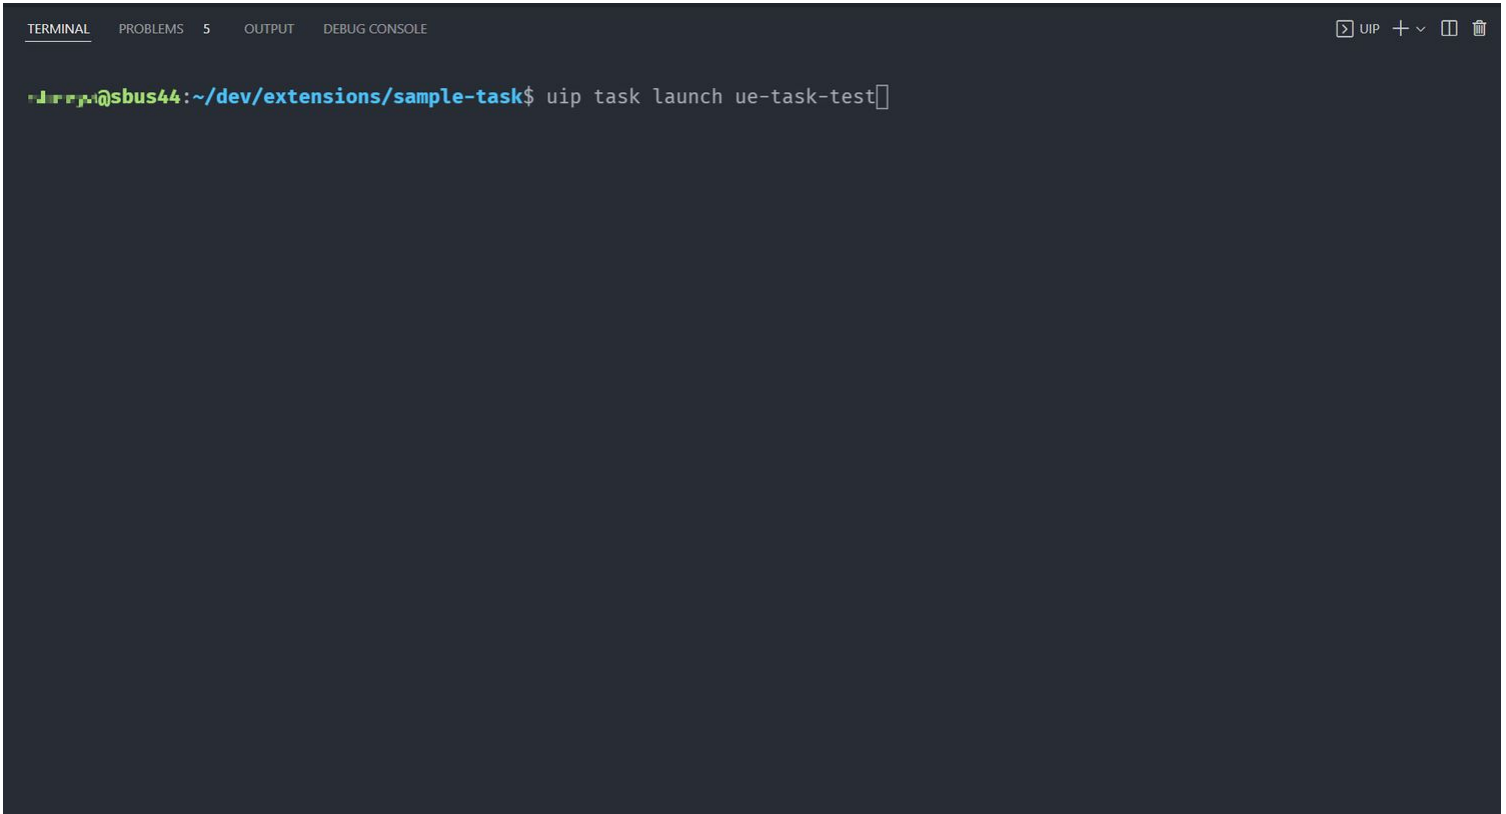 TERMINAL PROBLEMS 5 OUTPUT DEBUG CONSOLE UIP
@sbus44:~/dev/extensions/sample-task$ uip task launch ue-task-test